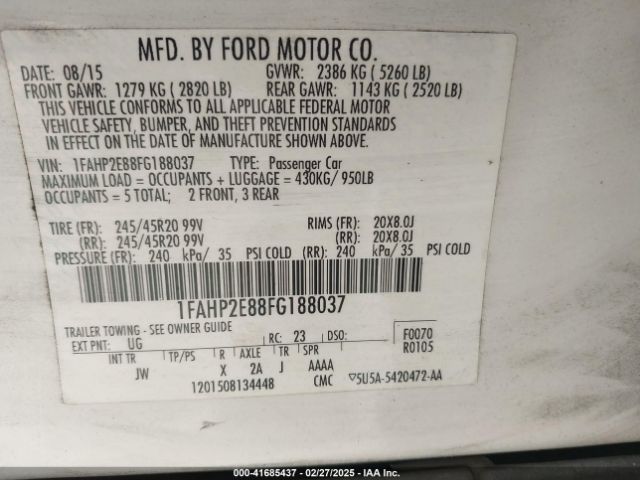 MFD. BY FORD MOTOR CO.
DATE: 08/15 GVWR: 2386 KG ( 5260 LB)
FRONT GAWR: 1279 KG ( 2820 LB) REAR GAWR: 1143 KG ( 2520 LB)
THIS VEHICLE CONFORMS TO ALL APPLICABLE FEDERAL MOTOR
VEHICLE SAFETY, BUMPER, AND THEFT PREVENTION STANDARDS
IN EFFECT ON THE DATE OF MANUFACTURE SHOWN ABOVE.
VIN: 1FAHP2E88FG188037 TYPE: Passenger Car
MAXIMUM LOAD = OCCUPANTS + LUGGAGE = 430KG/ 950LB
OCCUPANTS = 5 TOTAL; 2 FRONT, 3 REAR
TIRE (FR): 245/45R20 99V RIMS (FR): 20X8.0J
(RR): 245/45R20 99V (RR): 20X8.0J
PRESSURE (FR): 240 kPa/ 35 PSI COLD (RR): 240 kPa/ 35 PSI COLD
1FAHP2E88FG188037
TRAILER TOWING - SEE OWNER GUIDE
EXT PNT: UG RC: 23 DSO: F0070
R0105
INT TR TP/PS R AXLE TR SPR
JW X 2A J AAAA
1201508134448 CMC ▽5U5A-5420472-AA
000-41685437 - 02/27/2025 - IAA Inc.